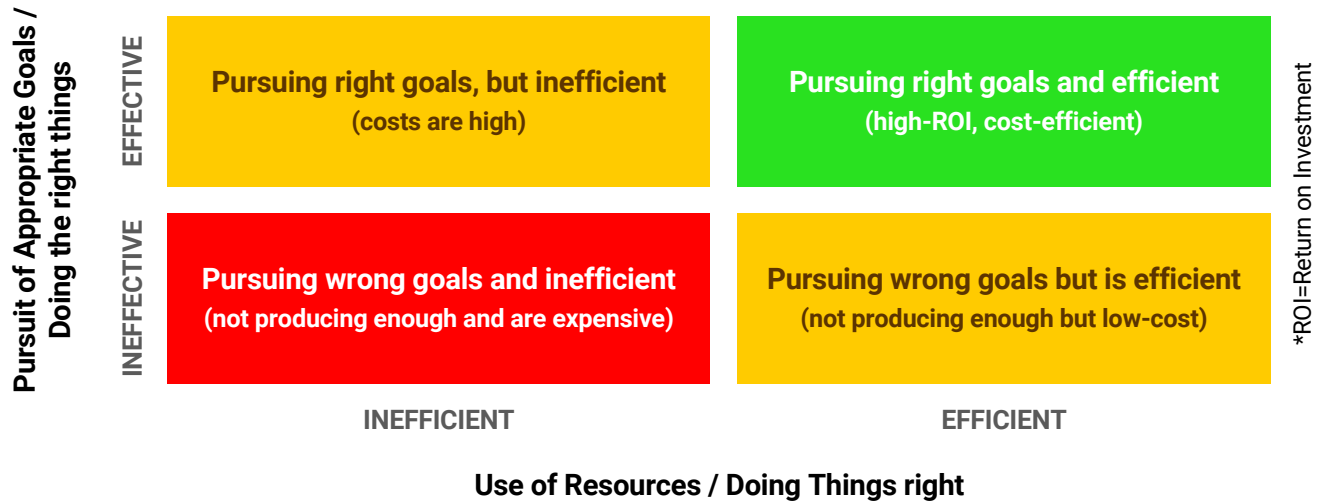 Pursuit of Appropriate Goals /
Doing the right things
EFFECTIVE
Pursuing right goals, but inefficient
(costs are high)
Pursuing right goals and efficient
(high-ROI, cost-efficient)
INEFFECTIVE
Pursuing wrong goals and inefficient
(not producing enough and are expensive)
Pursuing wrong goals but is efficient
(not producing enough but low-cost)
*ROI=Return on Investment
INEFFICIENT
EFFICIENT
Use of Resources / Doing Things right